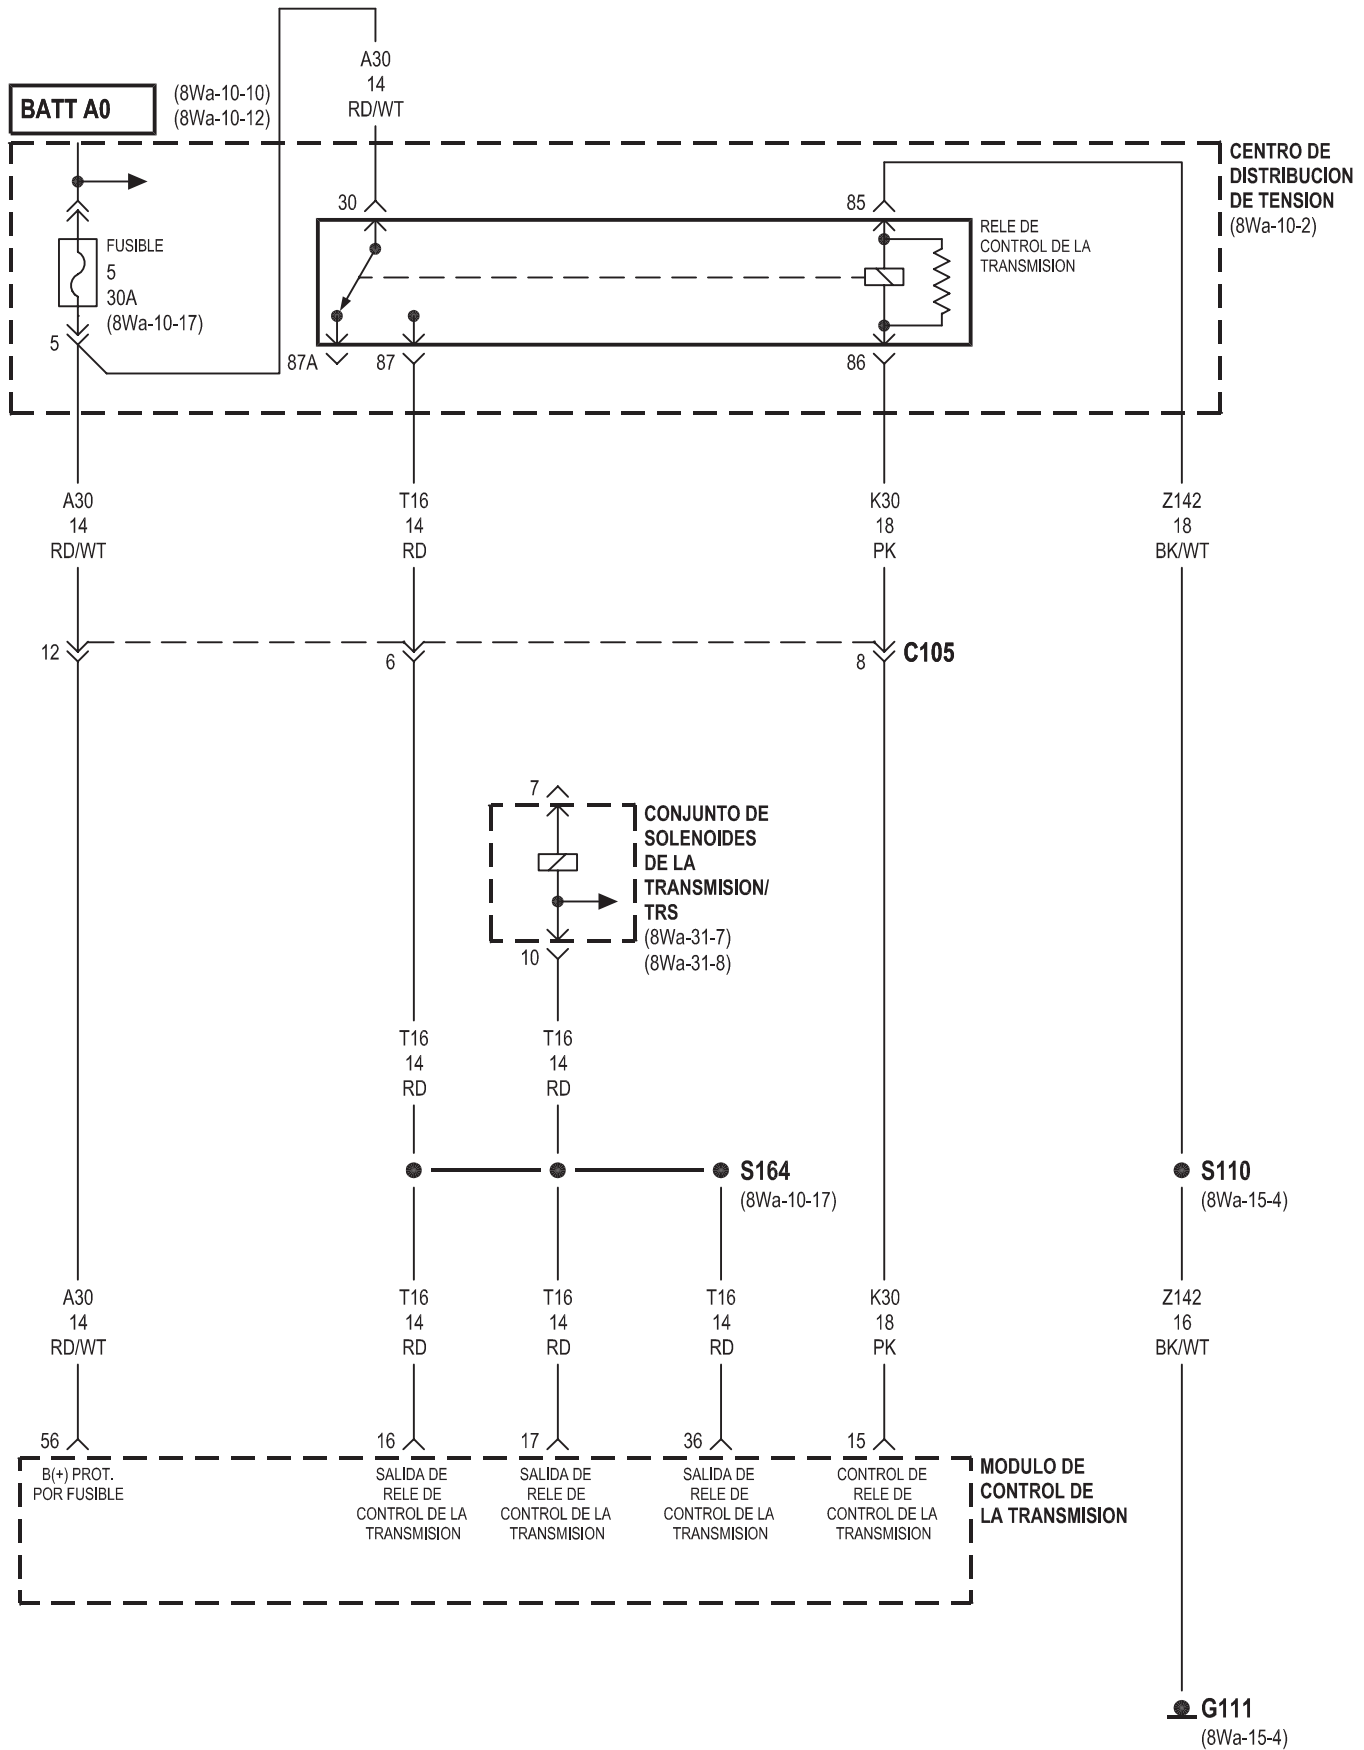 A30
14
RD/WT
BATT A0
(8Wa-10-10)
(8Wa-10-12)
CENTRO DE
DISTRIBUCION
DE TENSION
(8Wa-10-2)
30
85
RELE DE
CONTROL DE LA
TRANSMISION
FUSIBLE
5
30A
(8Wa-10-17)
5
87A
87
86
A30
14
RD/WT
T16
14
RD
K30
18
PK
Z142
18
BK/WT
12
6
8
C105
7
CONJUNTO DE
SOLENOIDES
DE LA
TRANSMISION/
TRS
(8Wa-31-7)
(8Wa-31-8)
10
T16
14
RD
T16
14
RD
S164
(8Wa-10-17)
S110
(8Wa-15-4)
A30
14
RD/WT
T16
14
RD
T16
14
RD
T16
14
RD
K30
18
PK
Z142
16
BK/WT
56
16
17
36
15
B(+) PROT.
POR FUSIBLE
SALIDA DE
RELE DE
CONTROL DE LA
TRANSMISION
SALIDA DE
RELE DE
CONTROL DE LA
TRANSMISION
SALIDA DE
RELE DE
CONTROL DE LA
TRANSMISION
CONTROL DE
RELE DE
CONTROL DE LA
TRANSMISION
MODULO DE
CONTROL DE
LA TRANSMISION
G111
(8Wa-15-4)